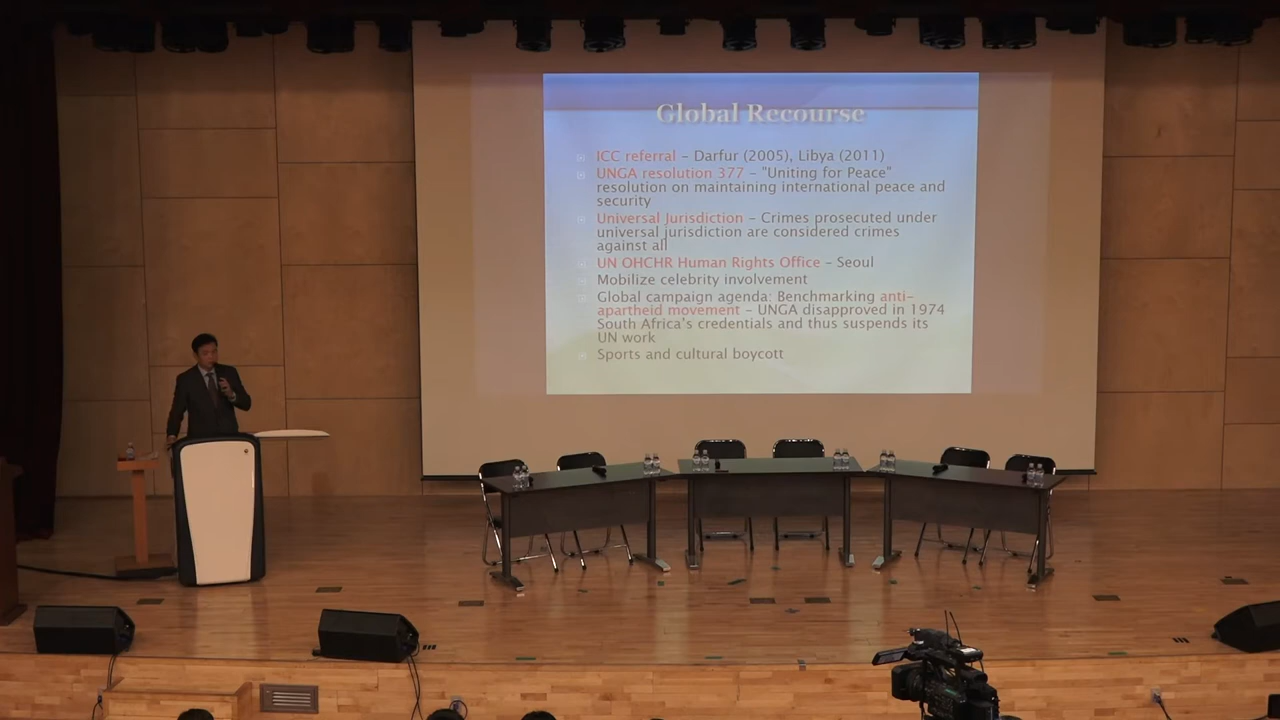 Global Recourse
ICC referral – Darfur (2005), Libya (2011)
UNGA resolution 377 – "Uniting for Peace"
resolution on maintaining international peace and
security
Universal Jurisdiction – Crimes prosecuted under
universal jurisdiction are considered crimes
against all
UN OHCHR Human Rights Office – Seoul
Mobilize celebrity involvement
Global campaign agenda: Benchmarking anti-
apartheid movement – UNGA disapproved in 1974
South Africa's credentials and thus suspends its
UN work
Sports and cultural boycott